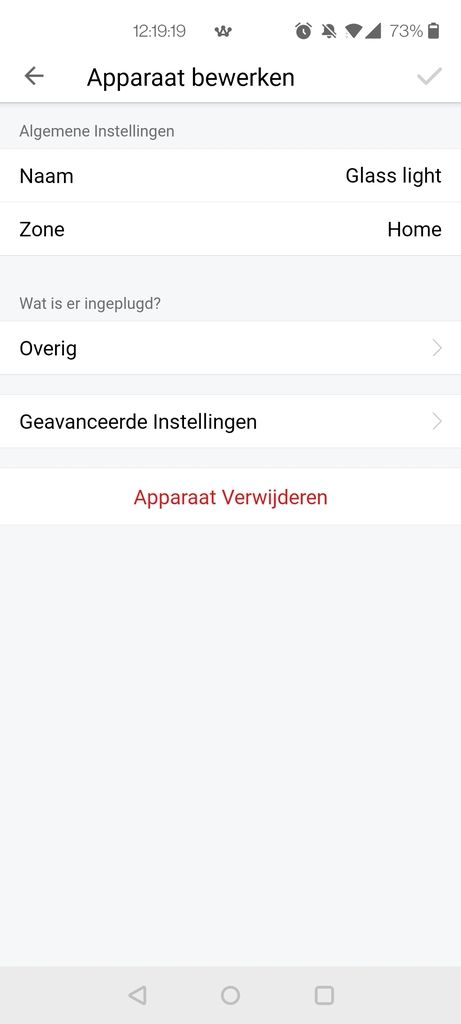 12:19:19 73%
Apparaat bewerken
Algemene Instellingen
Naam Glass light
Zone Home
Wat is er ingeplugd?
Overig
Geavanceerde Instellingen
Apparaat Verwijderen